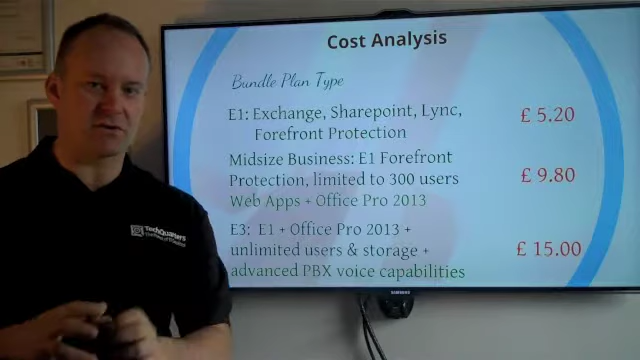 Cost Analysis
Bundle Plan Type
E1: Exchange, Sharepoint, Lync,
Forefront Protection
£ 5.20
Midsize Business: E1 Forefront
Protection, limited to 300 users
Web Apps + Office Pro 2013
£ 9.80
E3: E1 + Office Pro 2013 +
unlimited users & storage +
advanced PBX voice capabilities
£ 15.00
TechQuarters
SAMSUNG